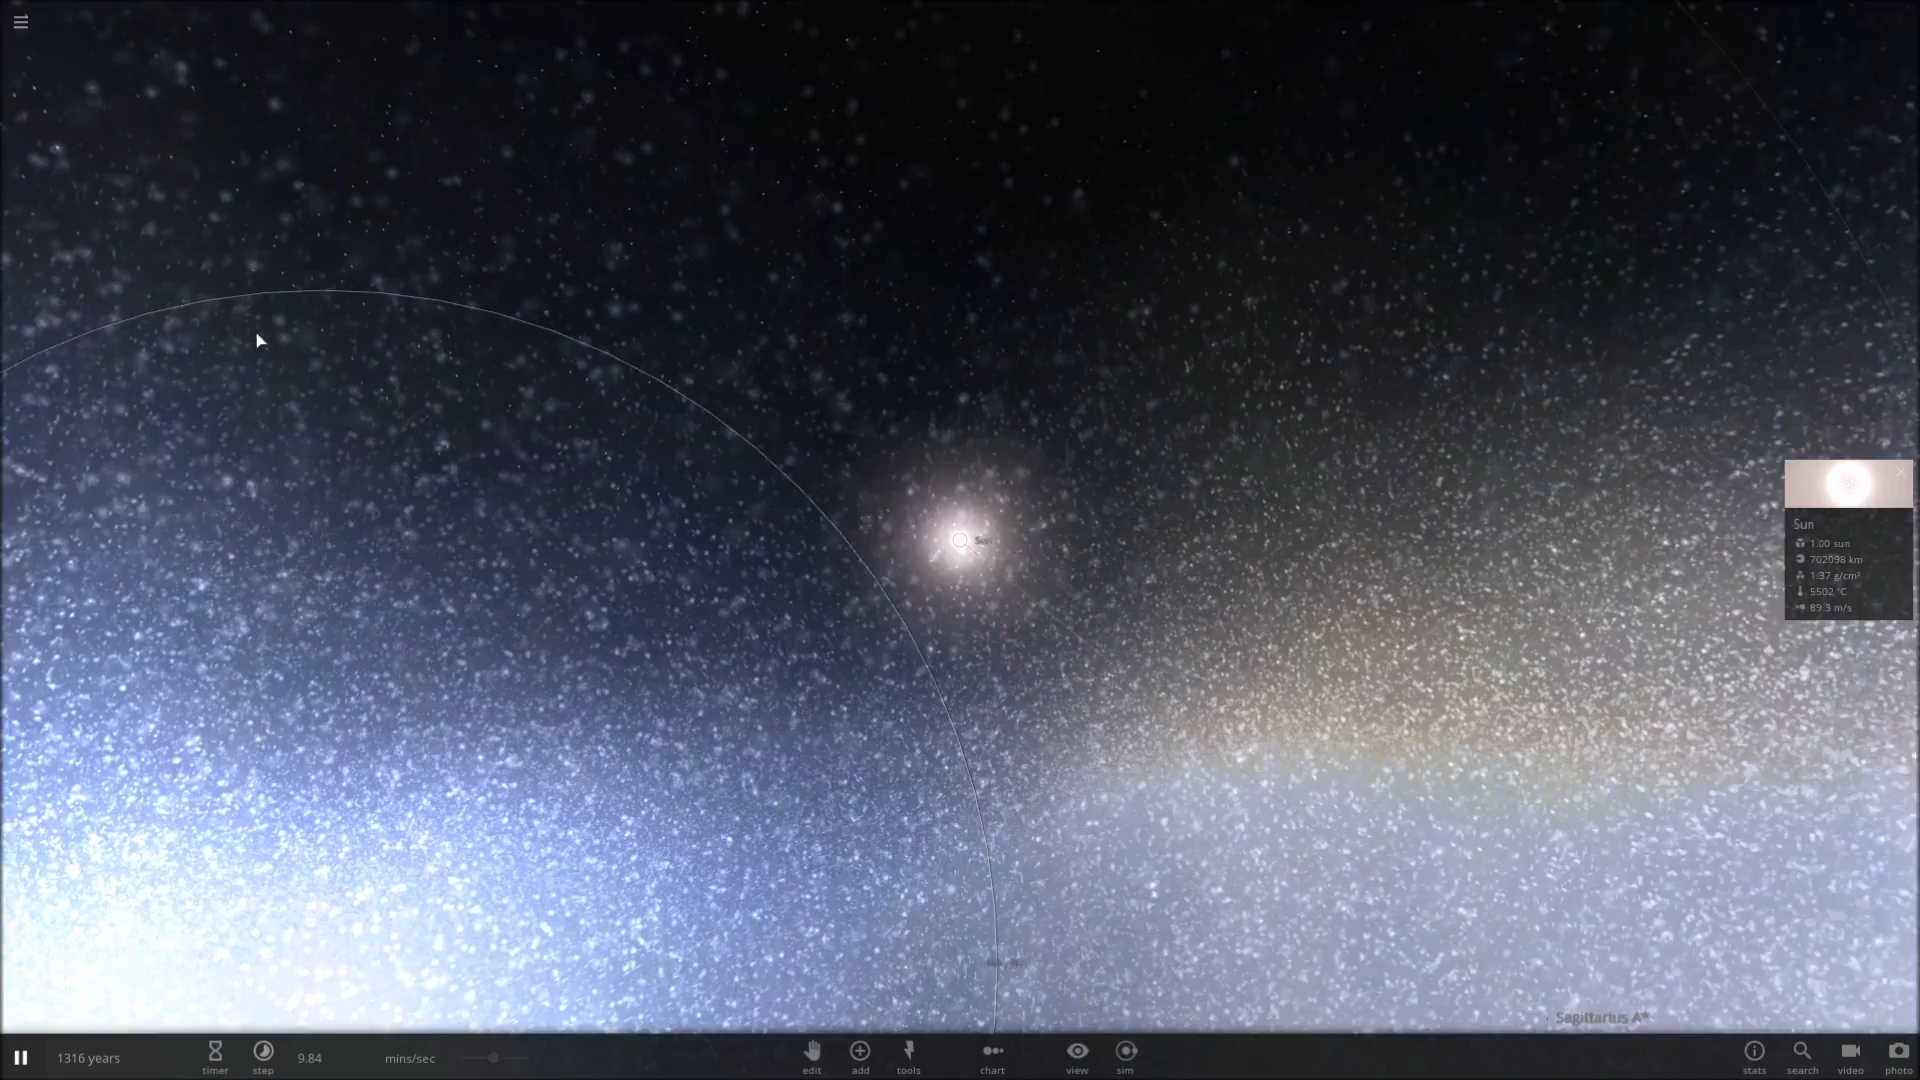 Sun
Sun
1.00 sun
702098 km
1.37 g/cm³
5502 °C
89.3 m/s
Sagittarius A*
1316 years
timer
step
9.84
mins/sec
edit
add
tools
chart
view
sim
stats
search
video
photo